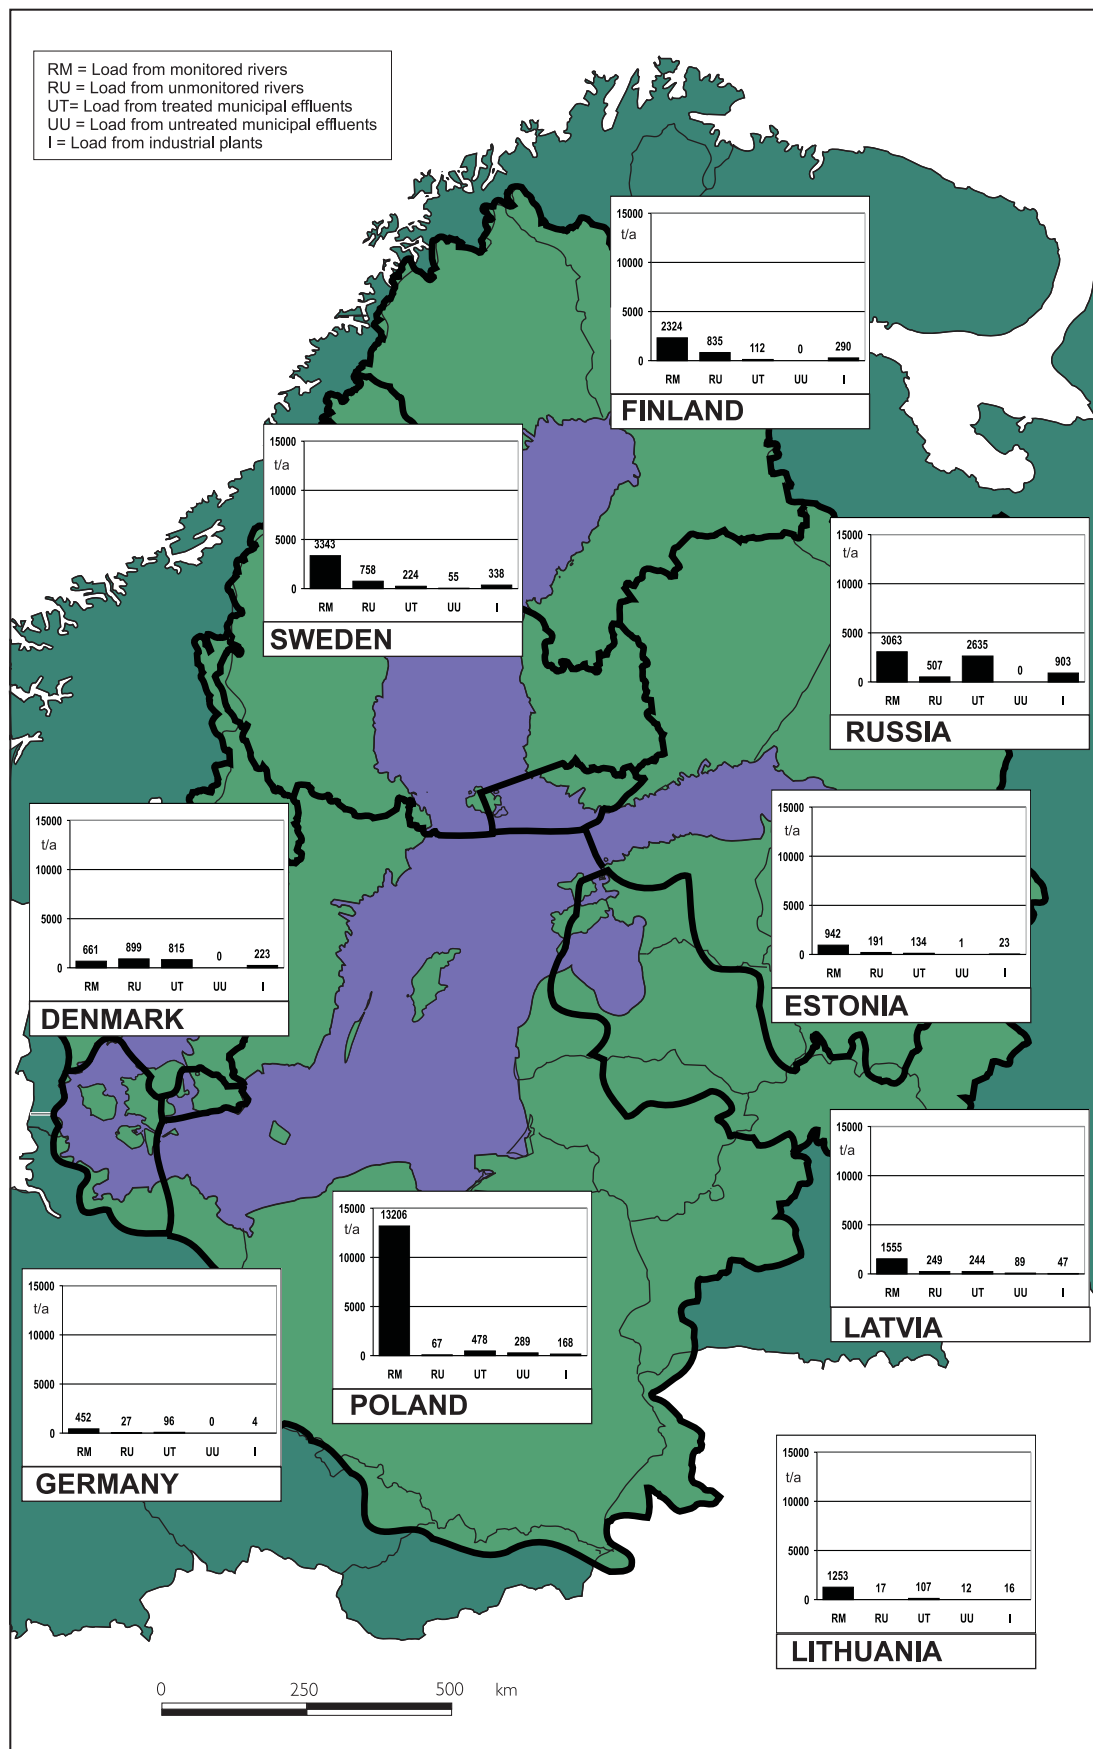 RM = Load from monitored rivers
RU = Load from unmonitored rivers
UT= Load from treated municipal effluents
UU = Load from untreated municipal effluents
I = Load from industrial plants
15000
t/a
10000
5000
0
2324 835 112 0 290
RM RU UT UU I
FINLAND
15000
t/a
10000
5000
0
3343 758 224 55 338
RM RU UT UU I
SWEDEN
15000
t/a
10000
5000
0
3063 507 2635 0 903
RM RU UT UU I
RUSSIA
15000
t/a
10000
5000
0
661 899 815 0 223
RM RU UT UU I
DENMARK
15000
t/a
10000
5000
0
942 191 134 1 23
RM RU UT UU I
ESTONIA
15000
t/a
10000
5000
0
1555 249 244 89 47
RM RU UT UU I
LATVIA
15000
t/a
10000
5000
0
13206 67 478 289 168
RM RU UT UU I
POLAND
15000
t/a
10000
5000
0
452 27 96 0 4
RM RU UT UU I
GERMANY
15000
t/a
10000
5000
0
1253 17 107 12 16
RM RU UT UU I
LITHUANIA
0 250 500 km